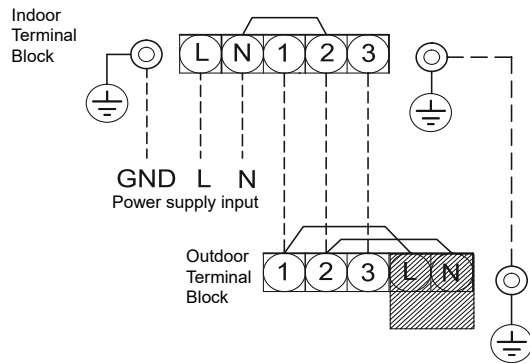 Indoor
Terminal
Block
L N 1 2 3
GND L N
Power supply input
Outdoor
Terminal
Block
1 2 3 L N